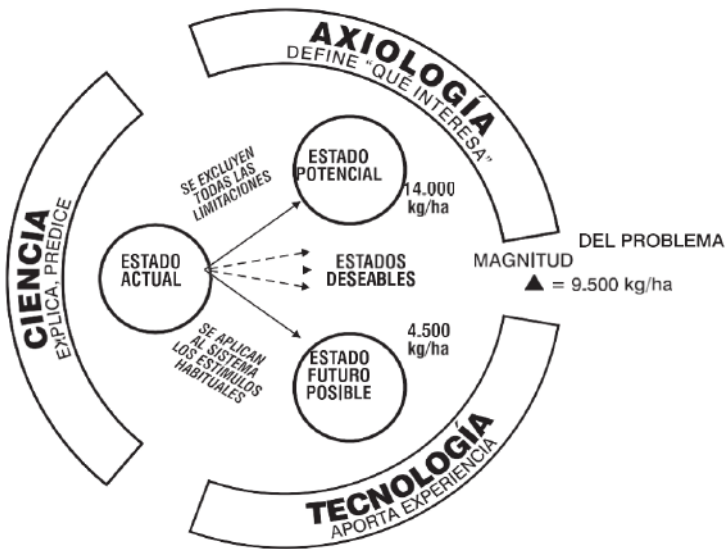 AXIOLOGÍA
DEFINE “QUÉ INTERESA”
CIENCIA
EXPLICA, PREDICE
SE EXCLUYEN
TODAS LAS
LIMITACIONES
ESTADO
POTENCIAL
14.000
kg/ha
ESTADO
ACTUAL
ESTADOS
DESEABLES
MAGNITUD
DEL PROBLEMA
▲ = 9.500 kg/ha
SE APLICAN
AL SISTEMA
LOS ESTÍMULOS
HABITUALES
4.500
kg/ha
ESTADO
FUTURO
POSIBLE
TECNOLOGÍA
APORTA EXPERIENCIA